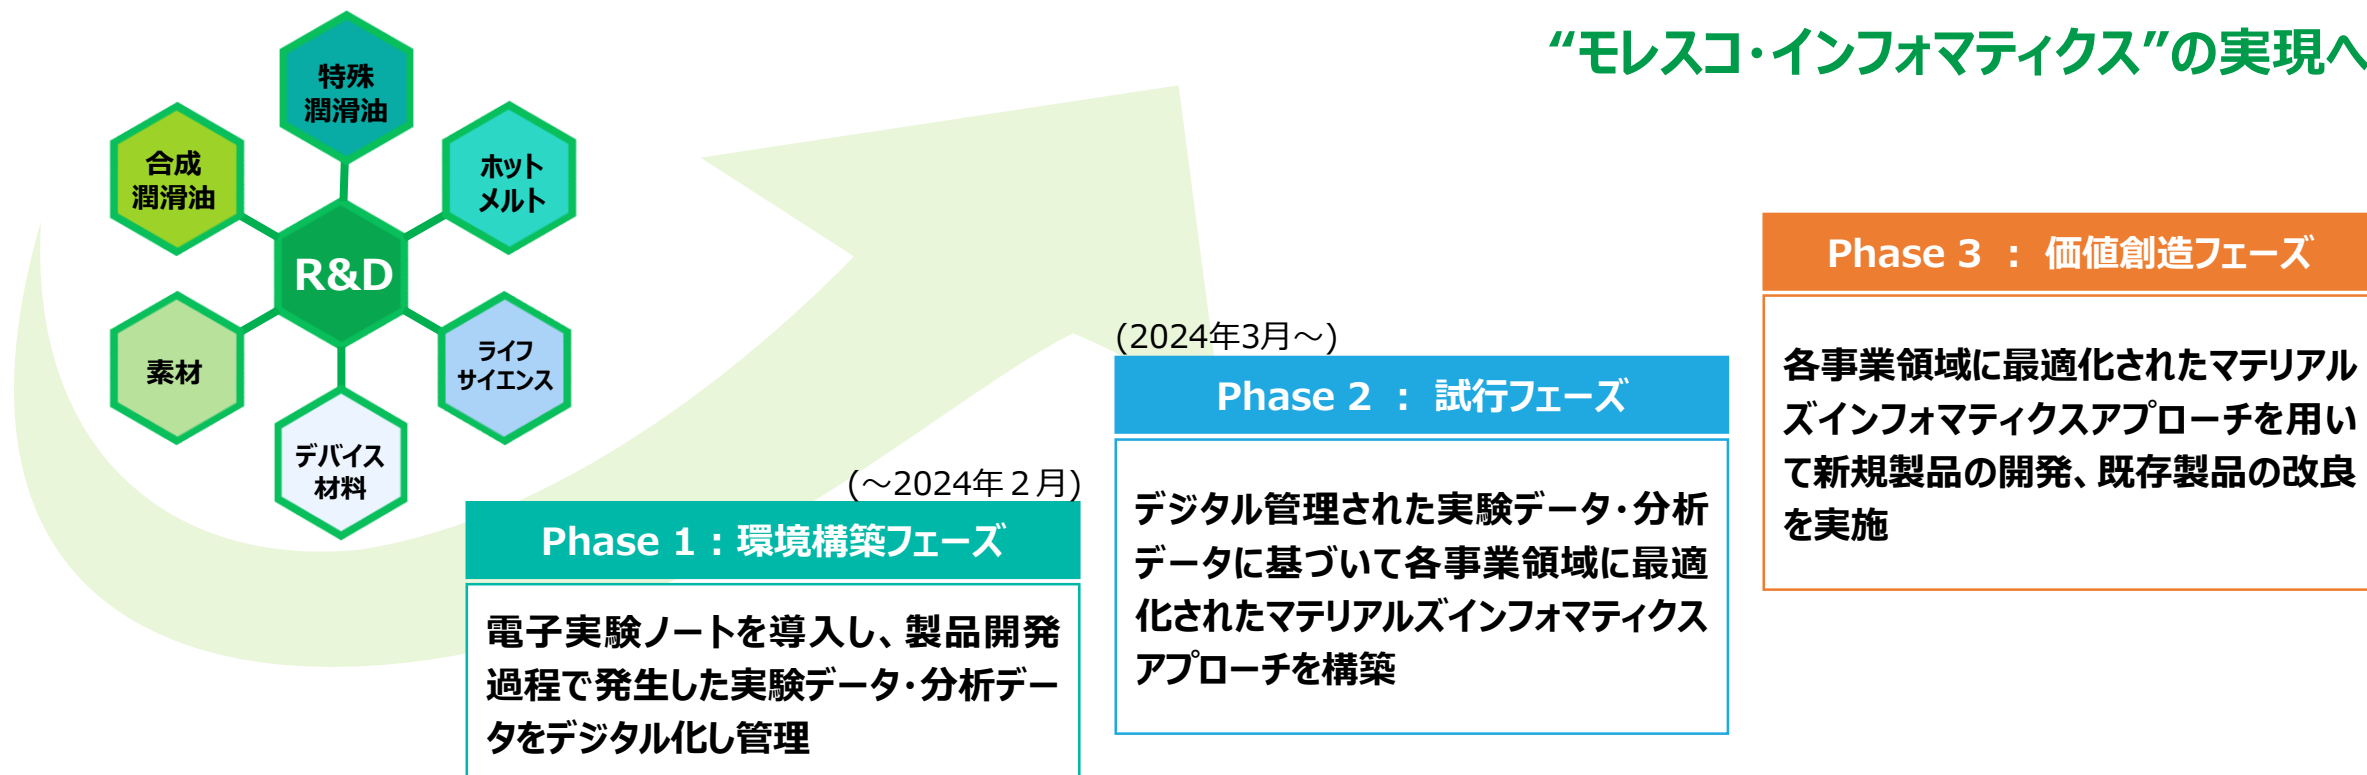 “モレスコ・インフォマティクス”の実現へ
特殊
潤滑油
合成
潤滑油
ホット
メルト
R&D
素材
ライフ
サイエンス
デバイス
材料
(～2024年２月)
Phase 1：環境構築フェーズ
電子実験ノートを導入し、製品開発
過程で発生した実験データ・分析デー
タをデジタル化し管理
(2024年3月～)
Phase 2 ： 試行フェーズ
デジタル管理された実験データ・分析
データに基づいて各事業領域に最適
化されたマテリアルズインフォマティクス
アプローチを構築
Phase 3 ： 価値創造フェーズ
各事業領域に最適化されたマテリアル
ズインフォマティクスアプローチを用い
て新規製品の開発、既存製品の改良
を実施